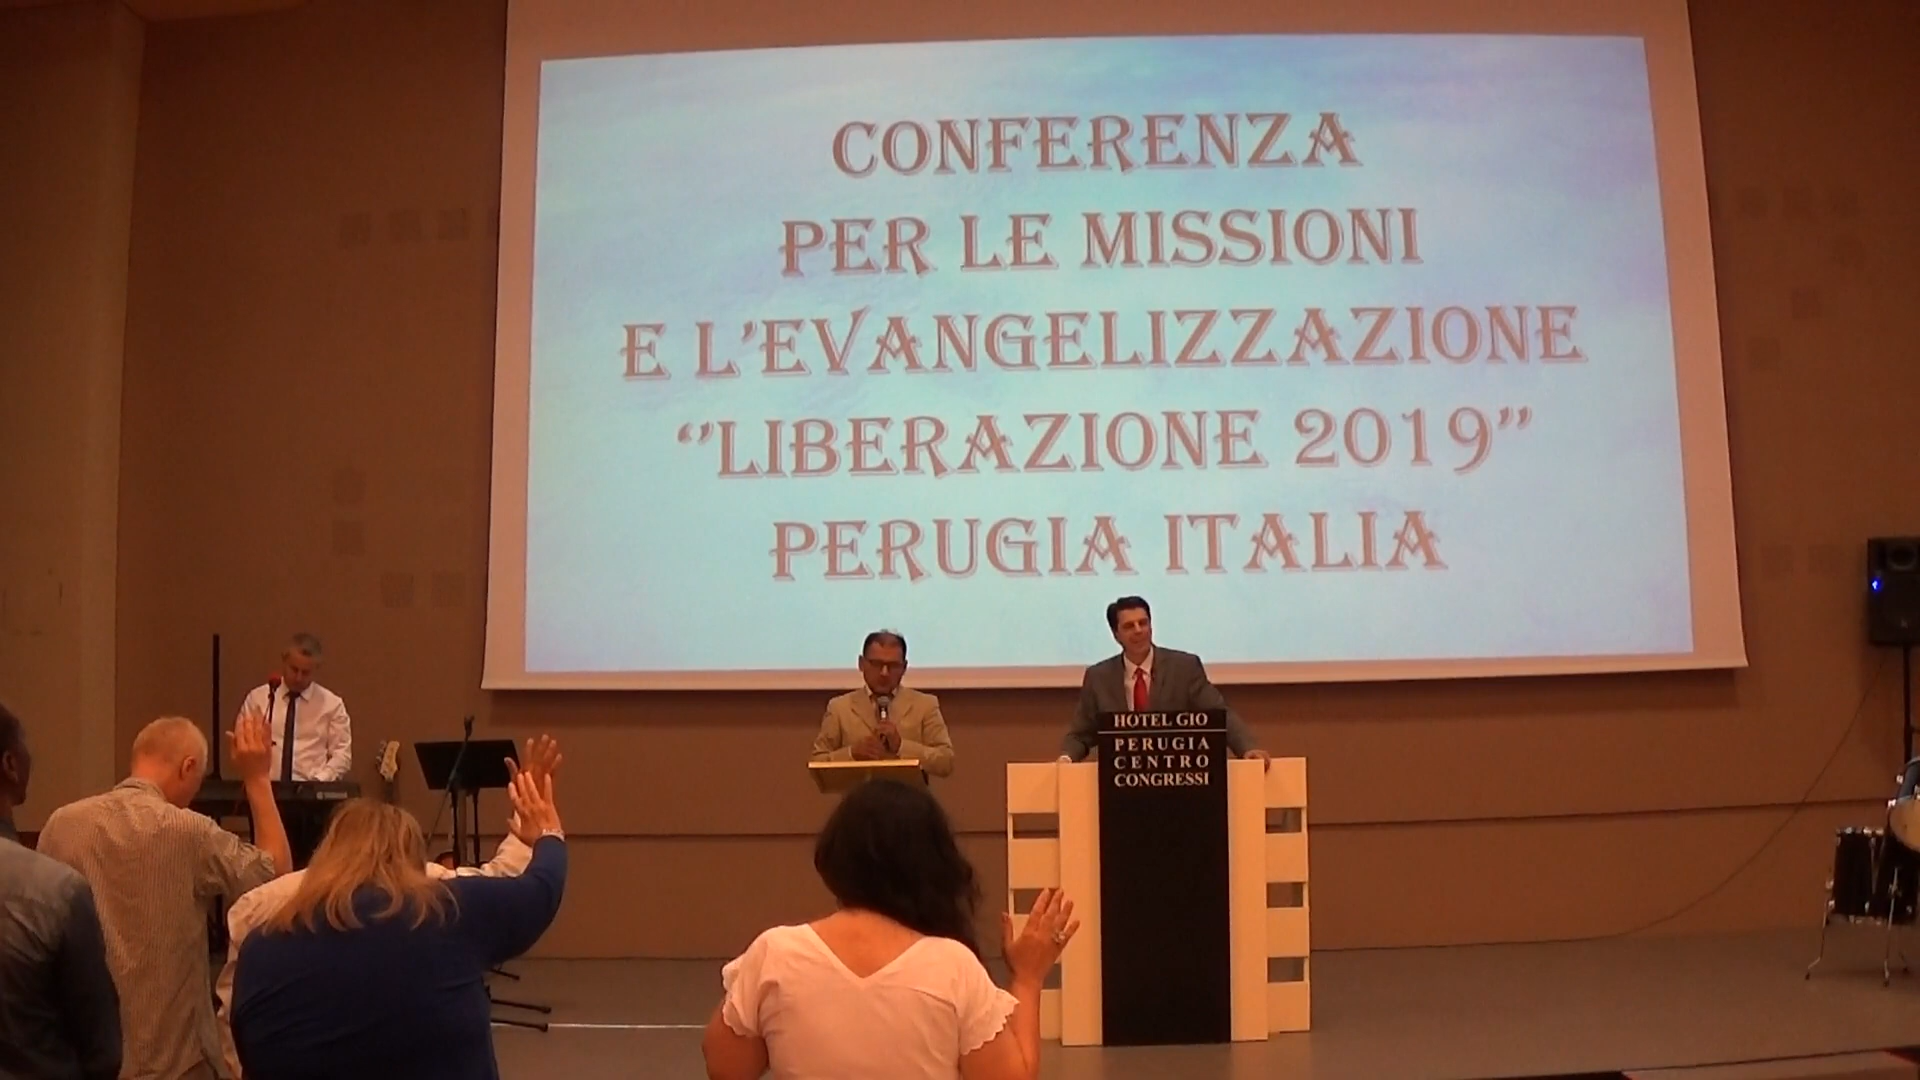 CONFERENZA
PER LE MISSIONI
E L'EVANGELIZZAZIONE
‘’LIBERAZIONE 2019’’
PERUGIA ITALIA
HOTEL GIO
PERUGIA
CENTRO
CONGRESSI